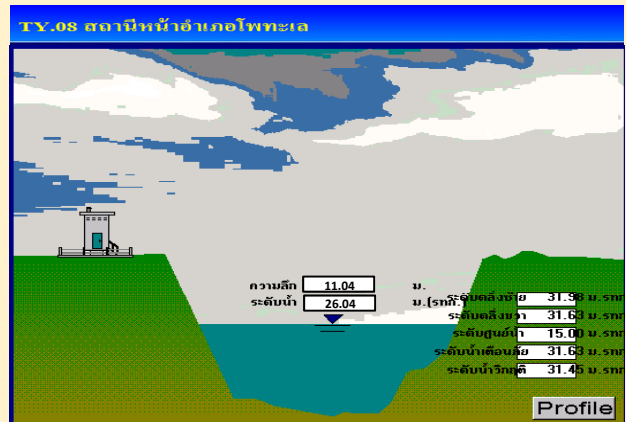 TY.08 สถานีหน้าอำเภอโพทะเล
ความลึก 11.04 ม.
ระดับน้ำ 26.04 ม.(รทก.)
ระดับตลิ่งซ้าย 31.98 ม.รทก
ระดับตลิ่งขวา 31.63 ม.รทก
ระดับศูนย์น้ำ 15.00 ม.รทก
ระดับน้ำเตือนภัย 31.63 ม.รทก
ระดับน้ำวิกฤติ 31.45 ม.รทก
Profile